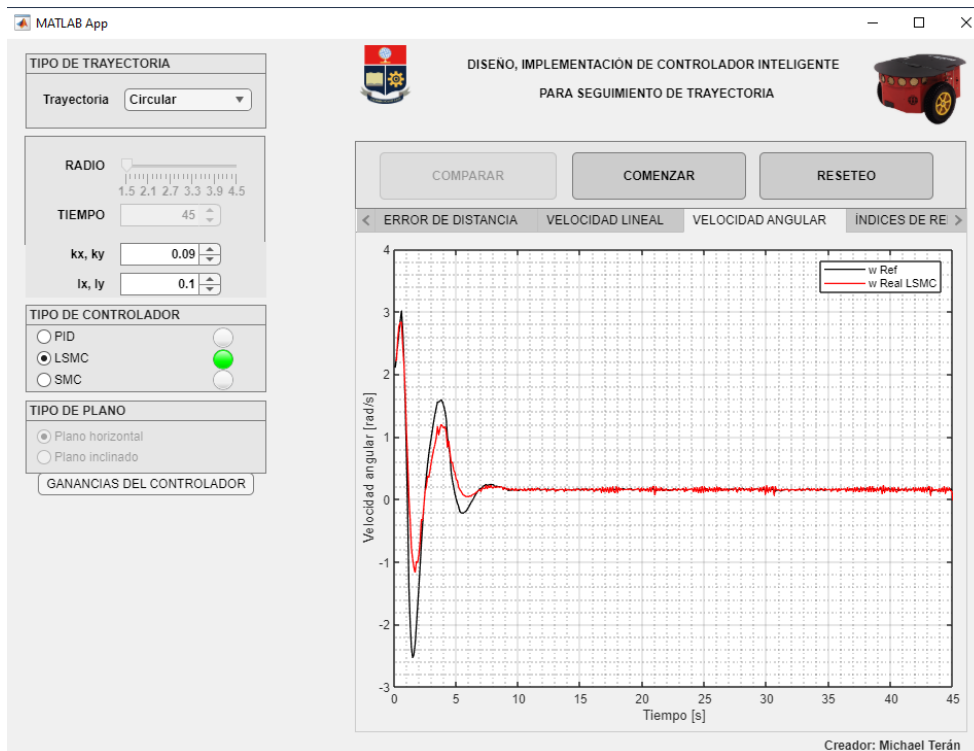 MATLAB App
TIPO DE TRAYECTORIA
Trayectoria Circular
RADIO
1.5 2.1 2.7 3.3 3.9 4.5
TIEMPO 45
kx, ky 0.09
lx, ly 0.1
TIPO DE CONTROLADOR
PID
LSMC
SMC
TIPO DE PLANO
Plano horizontal
Plano inclinado
GANANCIAS DEL CONTROLADOR
DISEÑO, IMPLEMENTACIÓN DE CONTROLADOR INTELIGENTE
PARA SEGUIMIENTO DE TRAYECTORIA
COMPARAR COMENZAR RESETEO
ERROR DE DISTANCIA VELOCIDAD LINEAL VELOCIDAD ANGULAR ÍNDICES DE RE
w Ref
w Real LSMC
Velocidad angular [rad/s]
4
3
2
1
0
-1
-2
-3
0 5 10 15 20 25 30 35 40 45
Tiempo [s]
Creador: Michael Terán